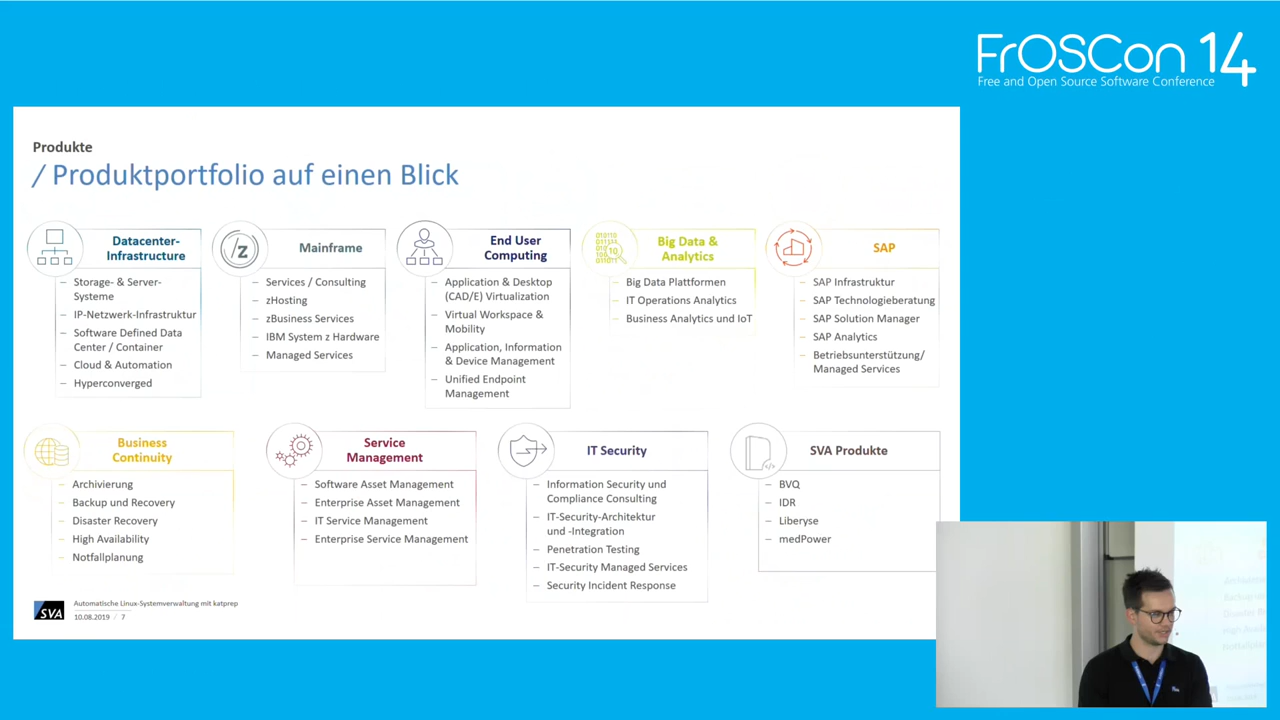 FrOSCon 14
Free and Open Source Software Conference
Produkte
/ Produktportfolio auf einen Blick
Datacenter-
Infrastructure
– Storage- & Server-
Systeme
– IP-Netzwerk-Infrastruktur
– Software Defined Data
Center / Container
– Cloud & Automation
– Hyperconverged
/Z
Mainframe
– Services / Consulting
– zHosting
– zBusiness Services
– IBM System z Hardware
– Managed Services
End User
Computing
– Application & Desktop
(CAD/E) Virtualization
– Virtual Workspace &
Mobility
– Application, Information
& Device Management
– Unified Endpoint
Management
Big Data &
Analytics
– Big Data Plattformen
– IT Operations Analytics
– Business Analytics und IoT
SAP
– SAP Infrastruktur
– SAP Technologieberatung
– SAP Solution Manager
– SAP Analytics
– Betriebsunterstützung/
Managed Services
Business
Continuity
– Archivierung
– Backup und Recovery
– Disaster Recovery
– High Availability
– Notfallplanung
Service
Management
– Software Asset Management
– Enterprise Asset Management
– IT Service Management
– Enterprise Service Management
IT Security
– Information Security und
Compliance Consulting
– IT-Security-Architektur
und -Integration
– Penetration Testing
– IT-Security Managed Services
– Security Incident Response
SVA Produkte
– BVQ
– IDR
– Liberyse
– medPower
SVA
Automatische Linux-Systemverwaltung mit katprep
10.08.2019 / 7